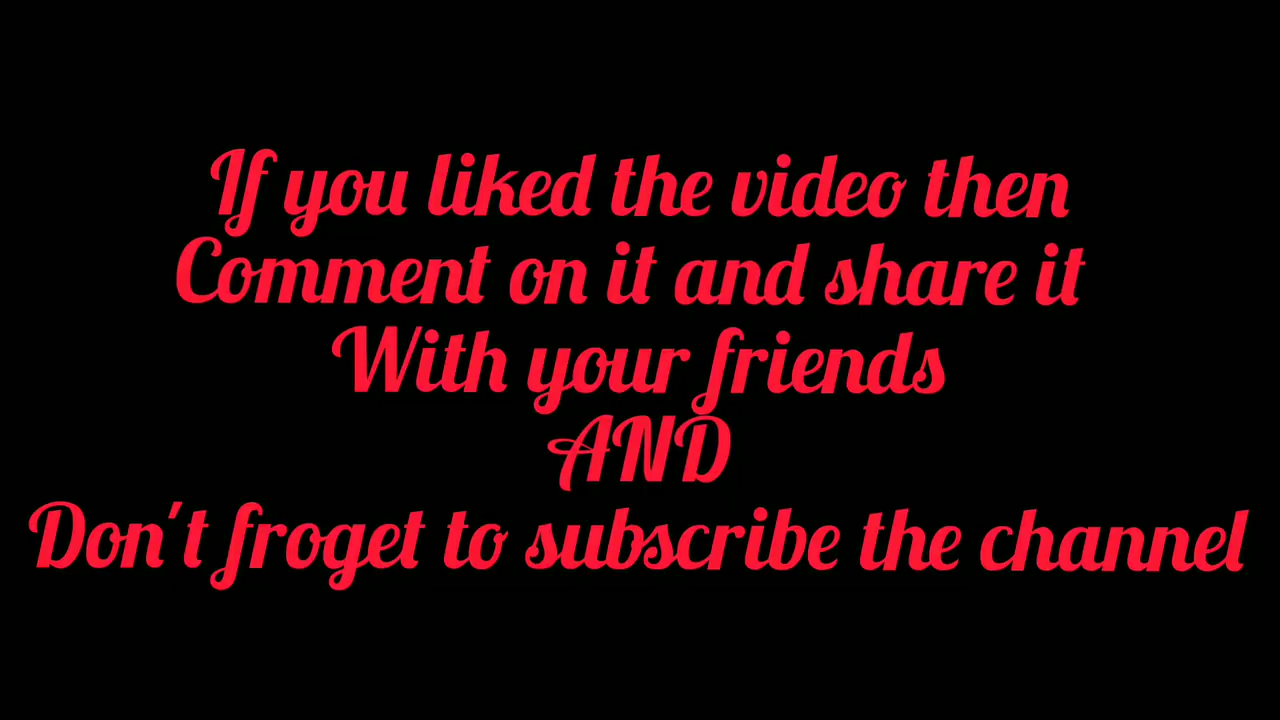 If you liked the video then
Comment on it and share it
With your friends
AND
Don't froget to subscribe the channel